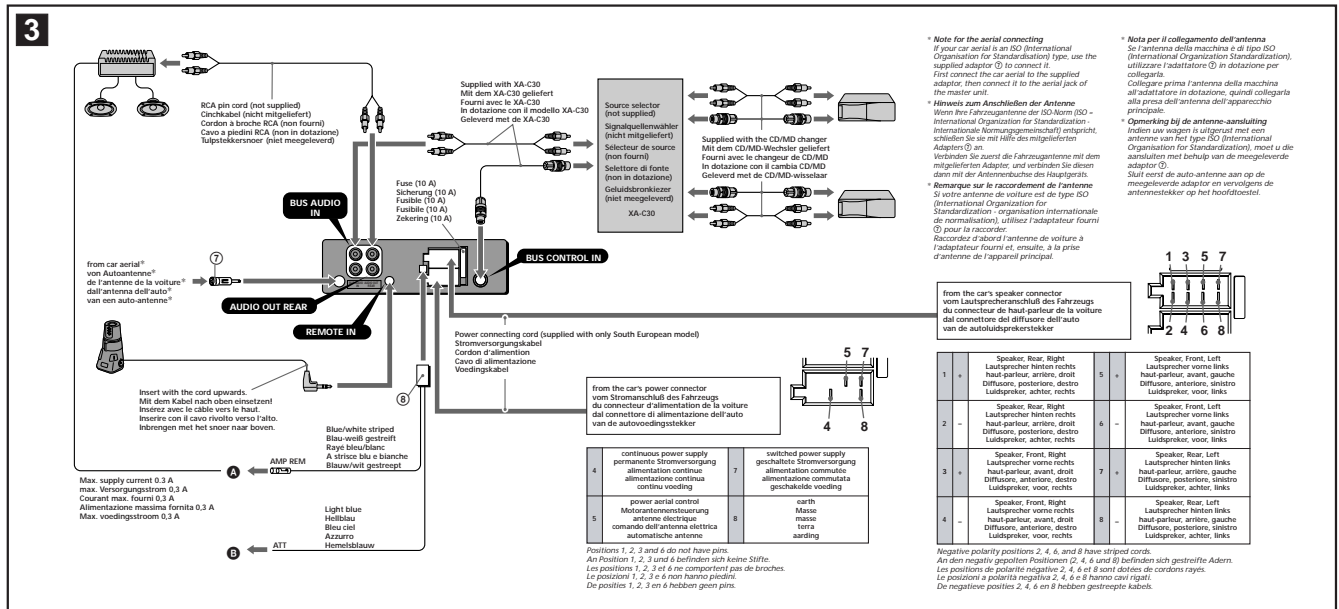 3
RCA pin cord (not supplied)
Cinchkabel (nicht mitgeliefert)
Cordon à broche RCA (non fourni)
Cavo a piedini RCA (non in dotazione)
Tulpstekkersnoer (niet meegeleverd)
Supplied with XA-C30
Mit dem XA-C30 geliefert
Fourni avec le XA-C30
In dotazione con il modello XA-C30
Geleverd met de XA-C30
Source selector
(not supplied)
Signalquellenwähler
(nicht mitgeliefert)
Sélecteur de source
(non fourni)
Selettore di fonte
(non in dotazione)
Geluidsbronkiezer
(niet meegeleverd)
XA-C30
Supplied with the CD/MD changer
Mit dem CD/MD-Wechsler geliefert
Fourni avec le changeur de CD/MD
In dotazione con il cambia CD/MD
Geleverd met de CD/MD-wisselaar
Fuse (10 A)
Sicherung (10 A)
Fusible (10 A)
Fusibile (10 A)
Zekering (10 A)
BUS AUDIO
IN
BUS CONTROL IN
AUDIO OUT REAR
REMOTE IN
7
from car aerial*
von Autoantenne*
de l'antenne de la voiture*
dall'antenna dell'auto*
van een auto-antenne*
Insert with the cord upwards.
Mit dem Kabel nach oben einsetzen!
Insérez avec le câble vers le haut.
Inserire con il cavo rivolto verso l'alto.
Inbrengen met het snoer naar boven.
8
Power connecting cord (supplied with only South European model)
Stromversorgungskabel
Cordon d'alimention
Cavo di alimentazione
Voedingskabel
Blue/white striped
Blau-weiß gestreift
Rayé bleu/blanc
A strisce blu e bianche
Blauw/wit gestreept
A
AMP REM
Max. supply current 0.3 A
max. Versorgungsstrom 0,3 A
Courant max. fourni 0,3 A
Alimentazione massima fornita 0,3 A
Max. voedingsstroom 0,3 A
Light blue
Hellblau
Bleu ciel
Azzurro
Hemelsblauw
B
ATT
from the car's power connector
vom Stromanschluß des Fahrzeugs
du connecteur d'alimentation de la voiture
dal connettore di alimentazione dell'auto
van de autovoedingsstekker
5 7
4 8
4
continuous power supply
permanente Stromversorgung
alimentation continue
alimentazione continua
continu voeding
7
switched power supply
geschaltete Stromversorgung
alimentation commutée
alimentazione commutata
geschakelde voeding
5
power aerial control
Motorantennensteuerung
antenne électrique
comando dell'antenna elettrica
automatische antenne
8
earth
Masse
masse
terra
aarding
Positions 1, 2, 3 and 6 do not have pins.
An Position 1, 2, 3 und 6 befinden sich keine Stifte.
Les positions 1, 2, 3 et 6 ne comportent pas de broches.
Le posizioni 1, 2, 3 e 6 non hanno piedini.
De posities 1, 2, 3 en 6 hebben geen pins.
* Note for the aerial connecting
If your car aerial is an ISO (International
Organisation for Standardisation) type, use the
supplied adaptor ⑦ to connect it.
First connect the car aerial to the supplied
adaptor, then connect it to the aerial jack of
the master unit.
* Hinweis zum Anschließen der Antenne
Wenn Ihre Fahrzeugantenne der ISO-Norm (ISO =
International Organization for Standardization -
Internationale Normungsgemeinschaft) entspricht,
schließen Sie sie mit Hilfe des mitgelieferten
Adapters ⑦ an.
Verbinden Sie zuerst die Fahrzeugantenne mit dem
mitgelieferten Adapter, und verbinden Sie diesen
dann mit der Antennenbuchse des Hauptgeräts.
* Remarque sur le raccordement de l'antenne
Si votre antenne de voiture est de type ISO
(International Organization for
Standardization - organisation internationale
de normalisation), utilisez l'adaptateur fourni
⑦ pour la raccorder.
Raccordez d'abord l'antenne de voiture à
l'adaptateur fourni et, ensuite, à la prise
d'antenne de l'appareil principal.
* Nota per il collegamento dell'antenna
Se l'antenna della macchina è di tipo ISO
(International Organization Standardization),
utilizzare l'adattatore ⑦ in dotazione per
collegarla.
Collegare prima l'antenna della macchina
all'adattatore in dotazione, quindi collegarla
alla presa dell'antenna dell'apparecchio
principale.
* Opmerking bij de antenne-aansluiting
Indien uw wagen is uitgerust met een
antenne van het type ISO (International
Organisation for Standardization), moet u die
aansluiten met behulp van de meegeleverde
adaptor ⑦.
Sluit eerst de auto-antenne aan op de
meegeleverde adaptor en vervolgens de
antennestekker op het hoofdtoestel.
from the car's speaker connector
vom Lautsprecheranschluß des Fahrzeugs
du connecteur de haut-parleur de la voiture
dal connettore del diffusore dell'auto
van de autoluidsprekerstekker
1 3 5 7
2 4 6 8
1 +
Speaker, Rear, Right
Lautsprecher hinten rechts
haut-parleur, arrière, droit
Diffusore, posteriore, destro
Luidspreker, achter, rechts
5 +
Speaker, Front, Left
Lautsprecher vorne links
haut-parleur, avant, gauche
Diffusore, anteriore, sinistro
Luidspreker, voor, links
2 –
Speaker, Rear, Right
Lautsprecher hinten rechts
haut-parleur, arrière, droit
Diffusore, posteriore, destro
Luidspreker, achter, rechts
6 –
Speaker, Front, Left
Lautsprecher vorne links
haut-parleur, avant, gauche
Diffusore, anteriore, sinistro
Luidspreker, voor, links
3 +
Speaker, Front, Right
Lautsprecher vorne rechts
haut-parleur, avant, droit
Diffusore, anteriore, destro
Luidspreker, voor, rechts
7 +
Speaker, Rear, Left
Lautsprecher hinten links
haut-parleur, arrière, gauche
Diffusore, posteriore, sinistro
Luidspreker, achter, links
4 –
Speaker, Front, Right
Lautsprecher vorne rechts
haut-parleur, avant, droit
Diffusore, anteriore, destro
Luidspreker, voor, rechts
8 –
Speaker, Rear, Left
Lautsprecher hinten links
haut-parleur, arrière, gauche
Diffusore, posteriore, sinistro
Luidspreker, achter, links
Negative polarity positions 2, 4, 6, and 8 have striped cords.
An den negativ gepolten Positionen (2, 4, 6 und 8) befinden sich gestreifte Adern.
Les positions de polarité négative 2, 4, 6 et 8 sont dotées de cordons rayés.
Le posizioni a polarità negativa 2, 4, 6 e 8 hanno cavi rigati.
De negatieve posities 2, 4, 6 en 8 hebben gestreepte kabels.